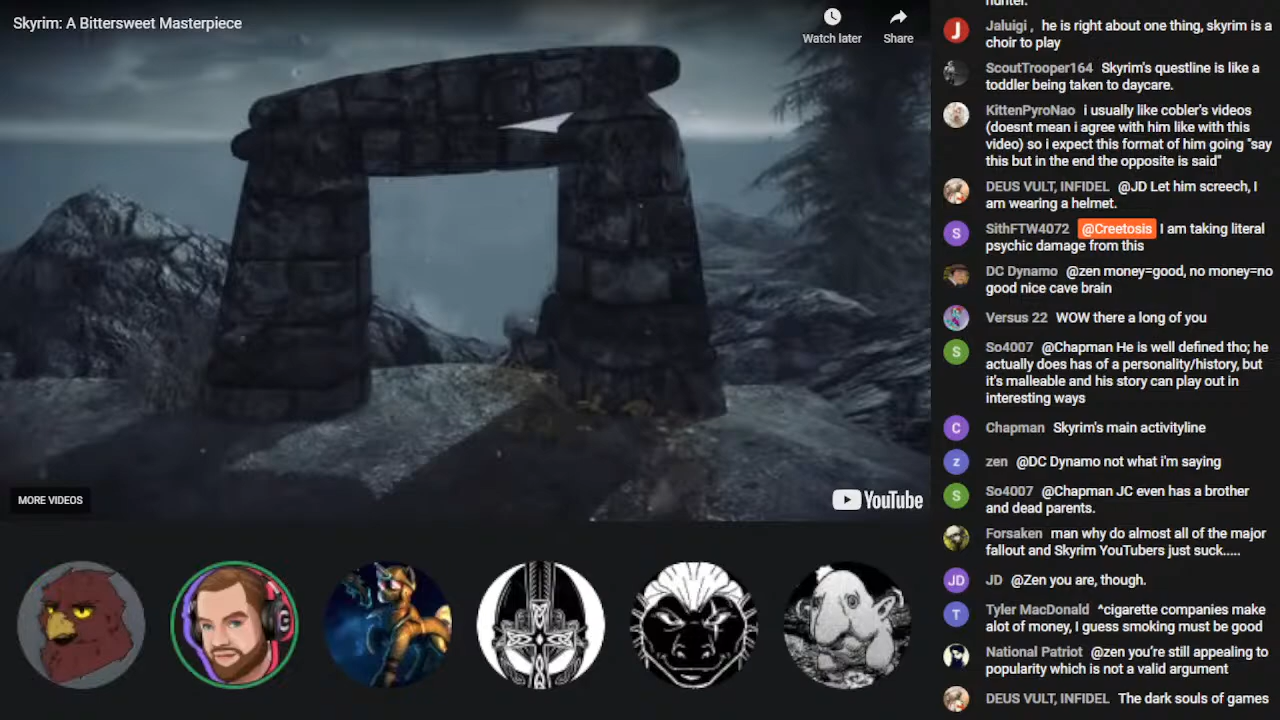 Skyrim: A Bittersweet Masterpiece
Watch later
Share
MORE VIDEOS
YouTube
hunter.
J
Jaluigi , he is right about one thing, skyrim is a
choir to play
ScoutTrooper164 Skyrim's questline is like a
toddler being taken to daycare.
KittenPyroNao i usually like cobler's videos
(doesnt mean i agree with him like with this
video) so i expect this format of him going "say
this but in the end the opposite is said"
DEUS VULT, INFIDEL @JD Let him screech, I
am wearing a helmet.
S
SithFTW4072 @Creetosis I am taking literal
psychic damage from this
DC Dynamo @zen money=good, no money=no
good nice cave brain
Versus 22 WOW there a long of you
S
So4007 @Chapman He is well defined tho; he
actually does has of a personality/history, but
it's malleable and his story can play out in
interesting ways
C
Chapman Skyrim's main activityline
z
zen @DC Dynamo not what i'm saying
S
So4007 @Chapman JC even has a brother
and dead parents.
Forsaken man why do almost all of the major
fallout and Skyrim YouTubers just suck.....
JD
JD @Zen you are, though.
T
Tyler MacDonald ^cigarette companies make
alot of money, I guess smoking must be good
National Patriot @zen you're still appealing to
popularity which is not a valid argument
DEUS VULT, INFIDEL The dark souls of games